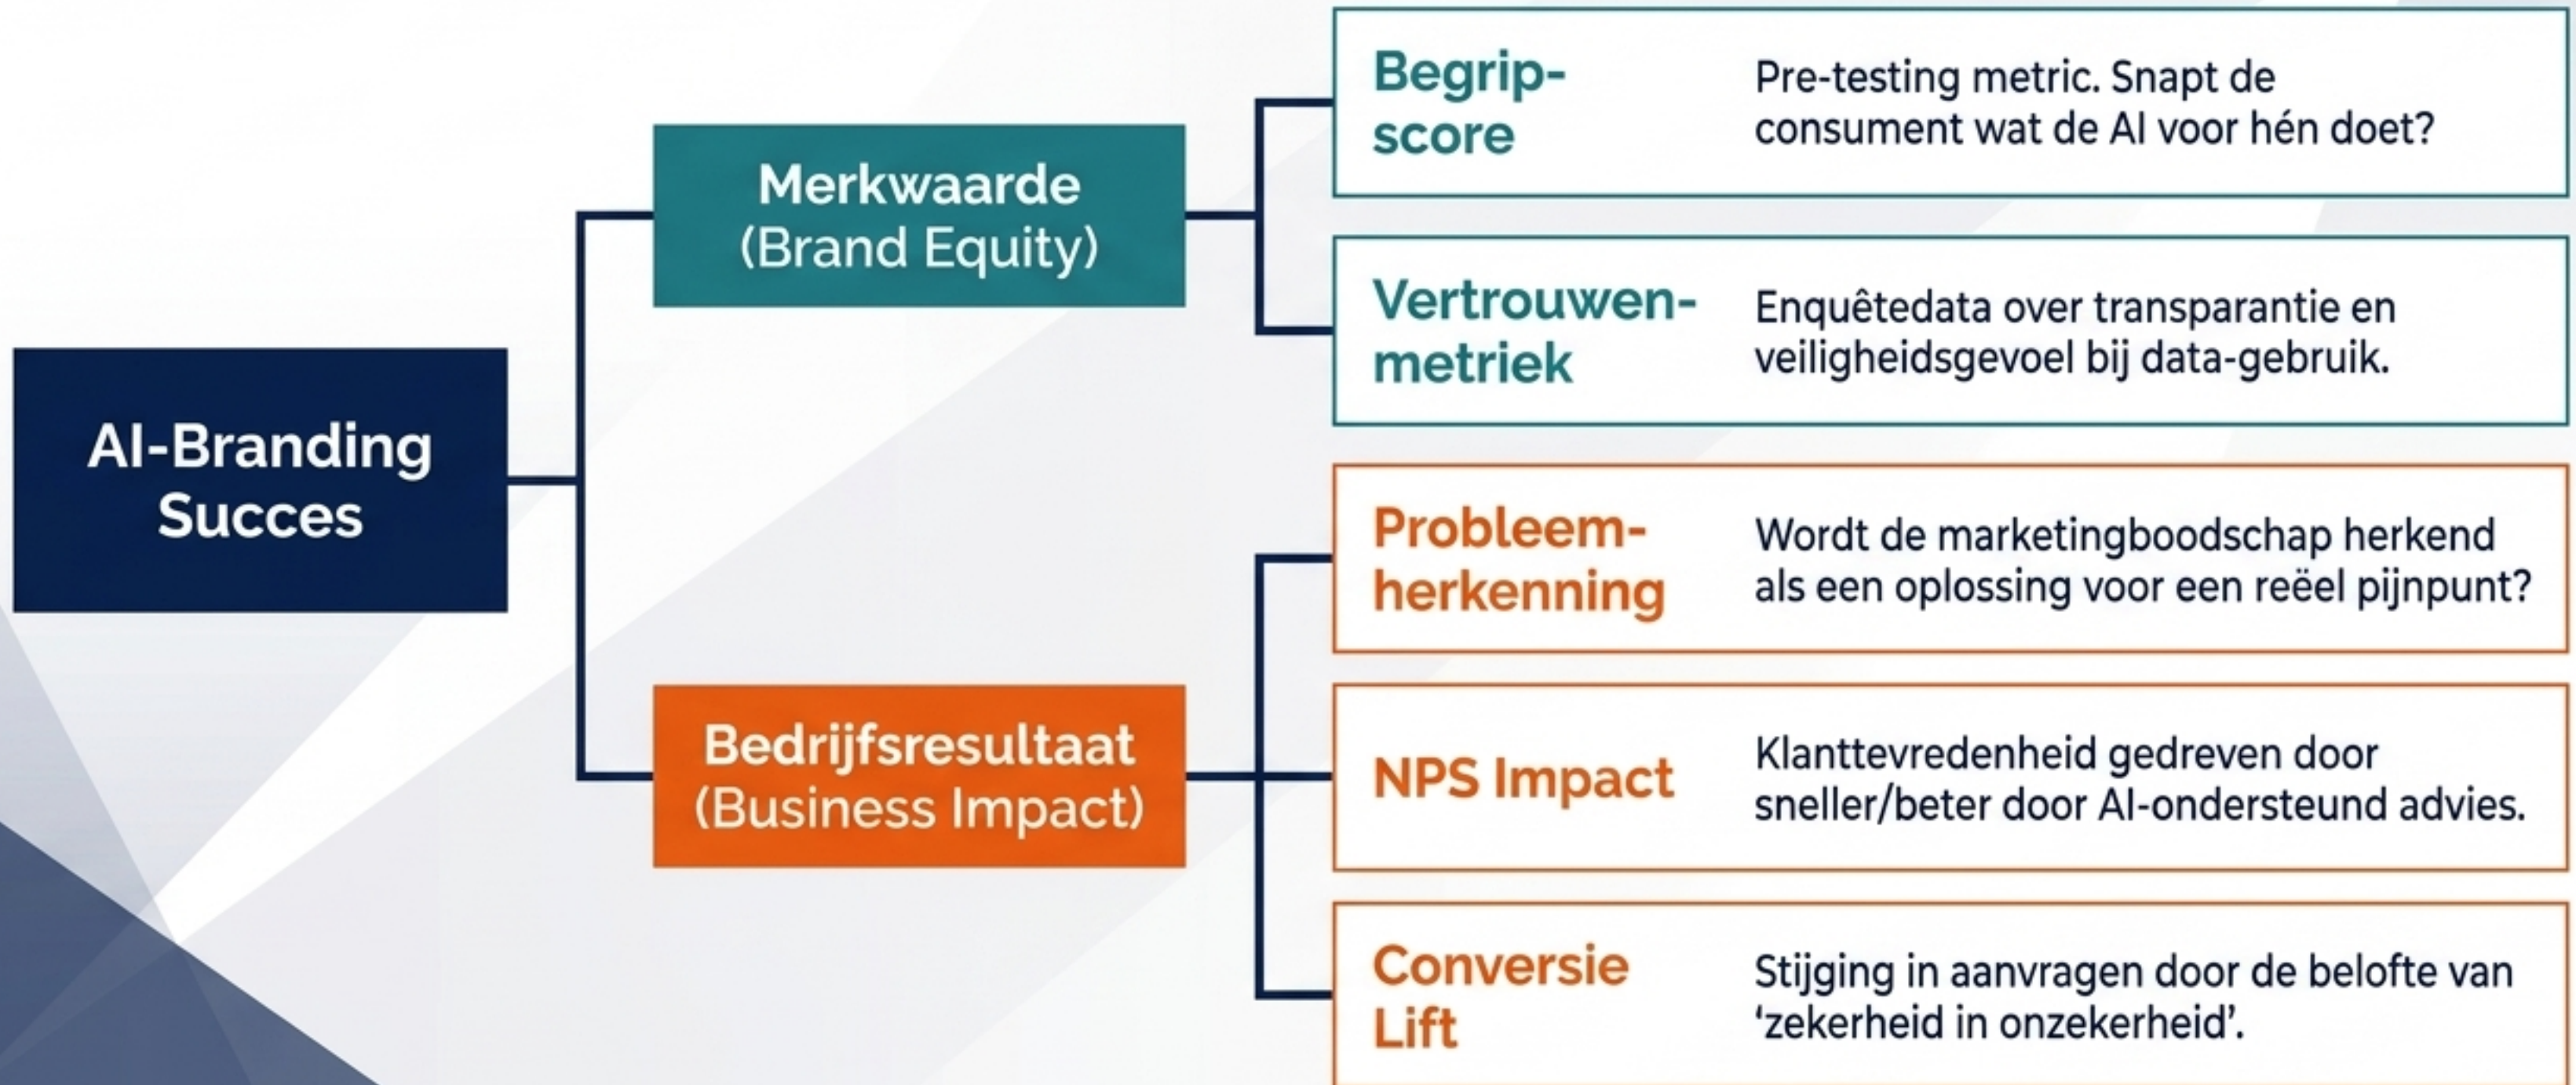 AI-Branding
Succes
Merkwaarde
(Brand Equity)
Begrip-
score
Pre-testing metric. Snapt de
consument wat de AI voor hén doet?
Vertrouwen-
metriek
Enquêtedata over transparantie en
veiligheidsgevoel bij data-gebruik.
Bedrijfsresultaat
(Business Impact)
Probleem-
herkenning
Wordt de marketingboodschap herkend
als een oplossing voor een reëel pijnpunt?
NPS Impact
Klanttevredenheid gedreven door
sneller/beter door AI-ondersteund advies.
Conversie
Lift
Stijging in aanvragen door de belofte van
‘zekerheid in onzekerheid’.